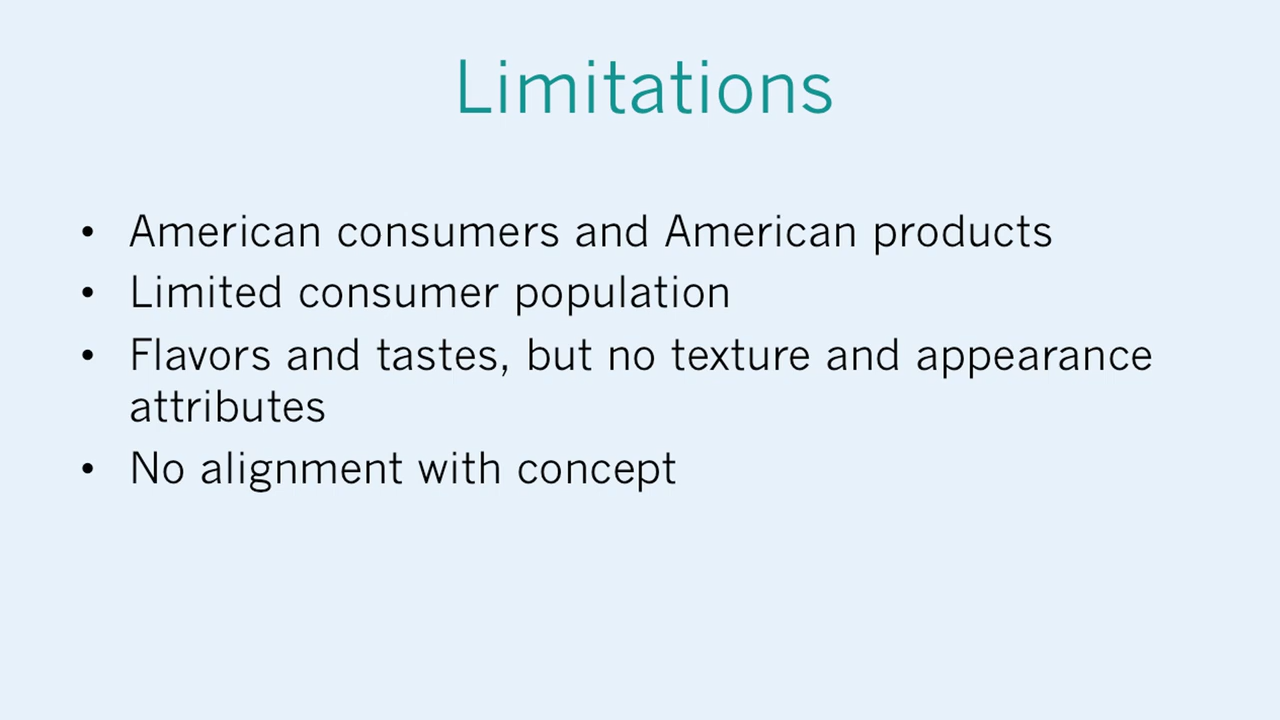 Limitations
• American consumers and American products
• Limited consumer population
• Flavors and tastes, but no texture and appearance
attributes
• No alignment with concept